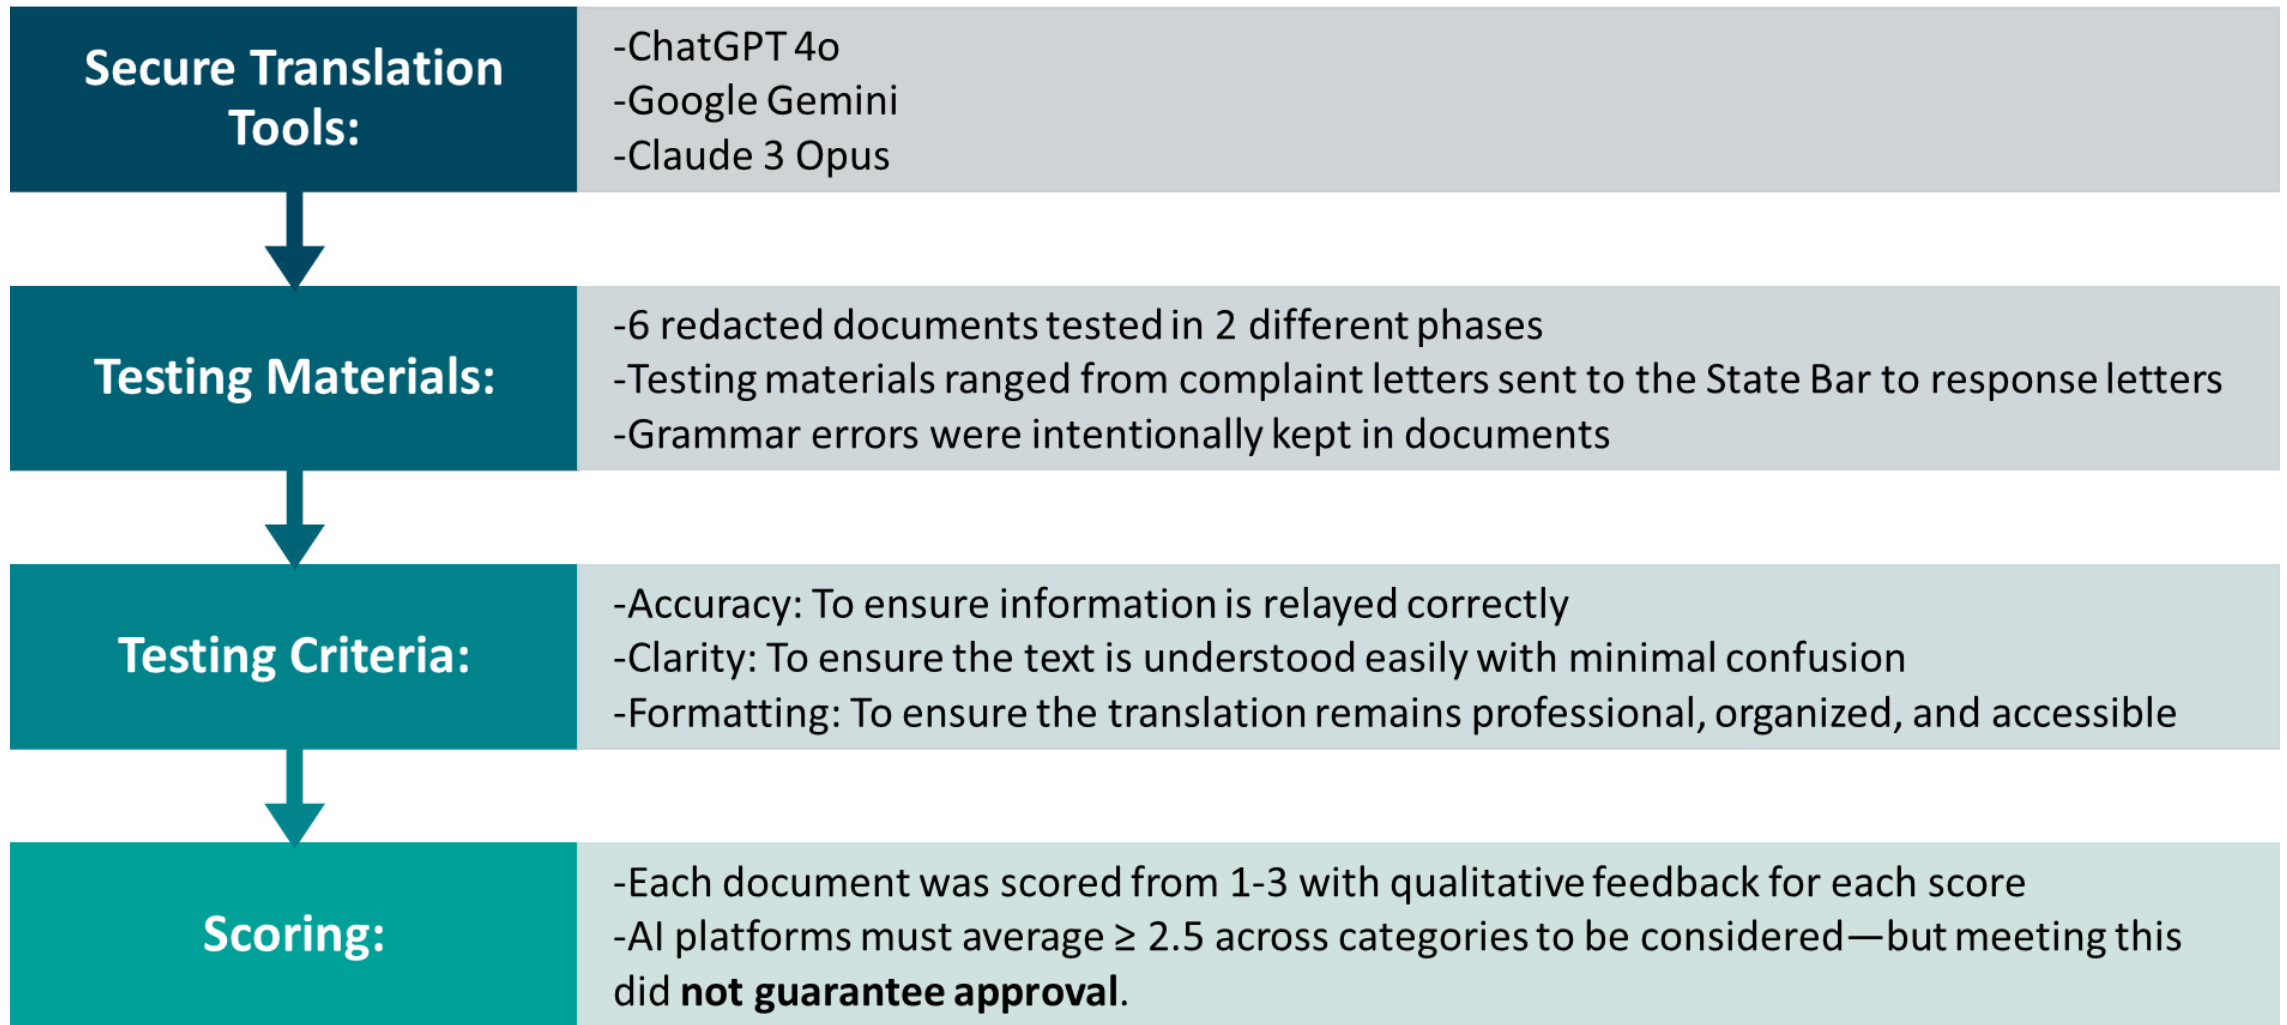 Secure Translation
Tools:
-ChatGPT 4o
-Google Gemini
-Claude 3 Opus
Testing Materials:
-6 redacted documents tested in 2 different phases
-Testing materials ranged from complaint letters sent to the State Bar to response letters
-Grammar errors were intentionally kept in documents
Testing Criteria:
-Accuracy: To ensure information is relayed correctly
-Clarity: To ensure the text is understood easily with minimal confusion
-Formatting: To ensure the translation remains professional, organized, and accessible
Scoring:
-Each document was scored from 1-3 with qualitative feedback for each score
-AI platforms must average ≥ 2.5 across categories to be considered—but meeting this
did not guarantee approval.